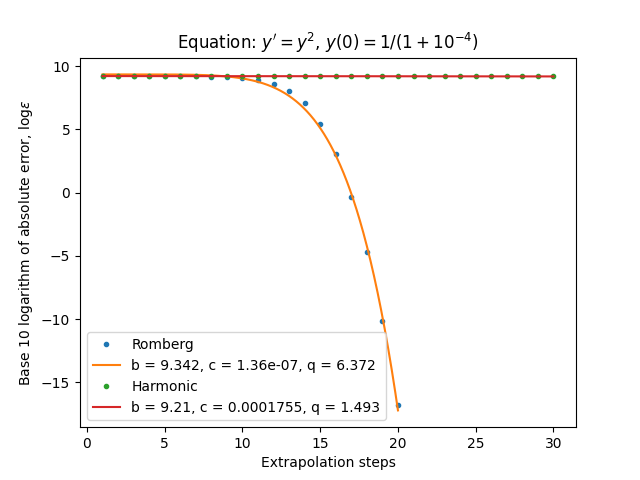 Equation: y′ = y², y(0) = 1/(1 + 10⁻⁴)
Base 10 logarithm of absolute error, logε
10
5
0
−5
−10
−15
Romberg
b = 9.342, c = 1.36e-07, q = 6.372
Harmonic
b = 9.21, c = 0.0001755, q = 1.493
0 5 10 15 20 25 30
Extrapolation steps